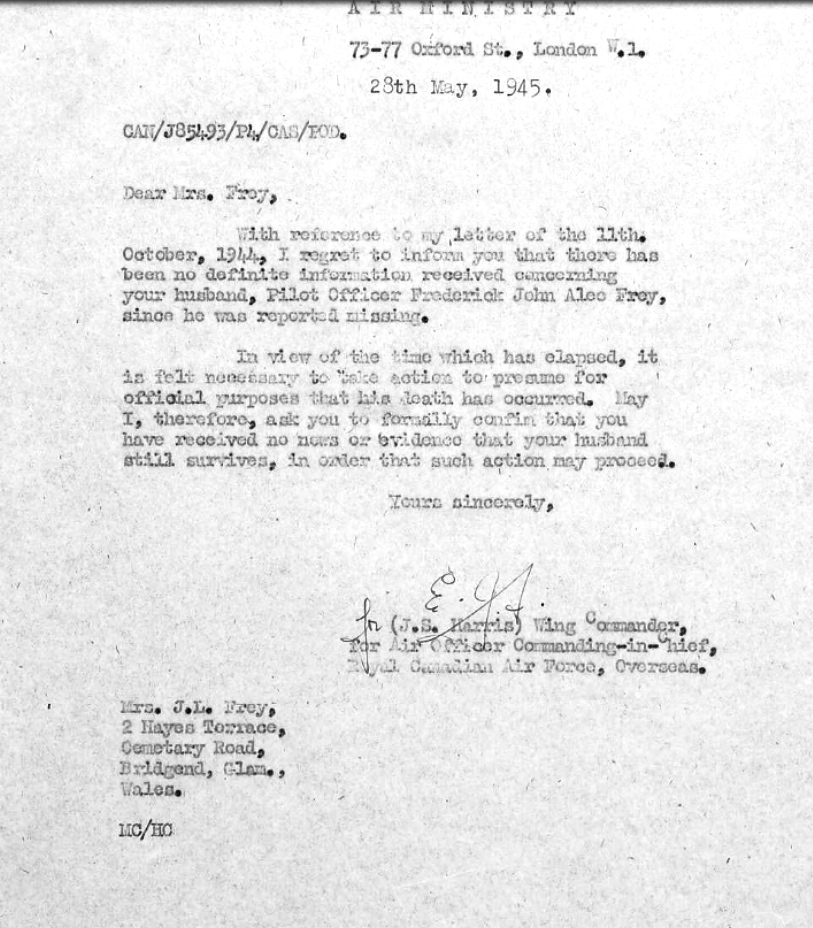 AIR MINISTRY
73-77 Oxford St., London W.1.
28th May, 1945.
CAN/J85493/P4/CAS/POD.
Dear Mrs. Frey,
With reference to my letter of the 11th.
October, 1944, I regret to inform you that there has
been no definite information received concerning
your husband, Pilot Officer Frederick John Alec Frey,
since he was reported missing.
In view of the time which has elapsed, it
is felt necessary to take action to presume for
official purposes that his death has occurred. May
I, therefore, ask you to formally confim that you
have received no news or evidence that your husband
still survives, in order that such action may proceed.
Yours sincerely,
for (J.S. Harris) Wing Commander,
for Air Officer Commanding-in-Chief,
Royal Canadian Air Force, Overseas.
Mrs. J.L. Frey,
2 Hayes Terrace,
Cemetary Road,
Bridgend, Glam.,
Wales.
MC/HC